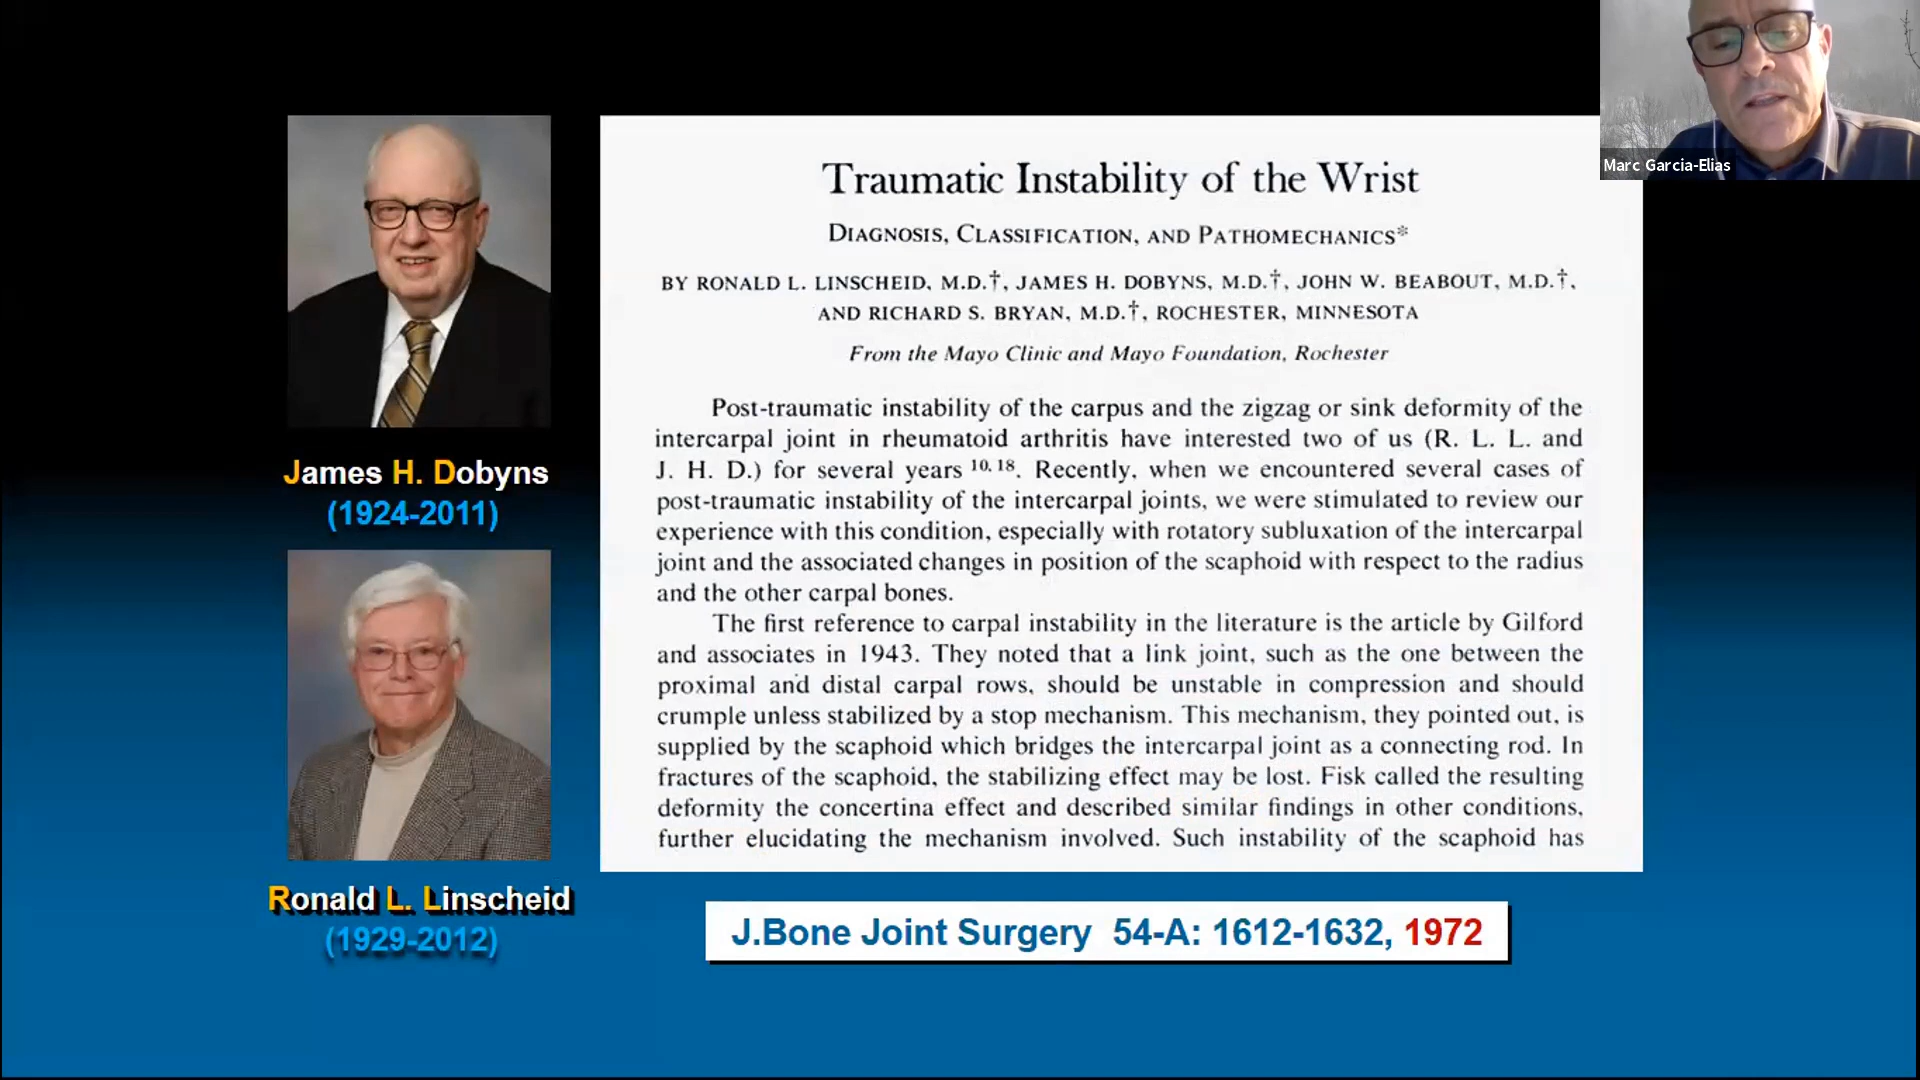 Marc Garcia-Elias
Traumatic Instability of the Wrist
DIAGNOSIS, CLASSIFICATION, AND PATHOMECHANICS*
BY RONALD L. LINSCHEID, M.D.†, JAMES H. DOBYNS, M.D.†, JOHN W. BEABOUT, M.D.†,
AND RICHARD S. BRYAN, M.D.†, ROCHESTER, MINNESOTA
From the Mayo Clinic and Mayo Foundation, Rochester
Post-traumatic instability of the carpus and the zigzag or sink deformity of the
intercarpal joint in rheumatoid arthritis have interested two of us (R. L. L. and
J. H. D.) for several years 10, 18. Recently, when we encountered several cases of
post-traumatic instability of the intercarpal joints, we were stimulated to review our
experience with this condition, especially with rotatory subluxation of the intercarpal
joint and the associated changes in position of the scaphoid with respect to the radius
and the other carpal bones.
The first reference to carpal instability in the literature is the article by Gilford
and associates in 1943. They noted that a link joint, such as the one between the
proximal and distal carpal rows, should be unstable in compression and should
crumple unless stabilized by a stop mechanism. This mechanism, they pointed out, is
supplied by the scaphoid which bridges the intercarpal joint as a connecting rod. In
fractures of the scaphoid, the stabilizing effect may be lost. Fisk called the resulting
deformity the concertina effect and described similar findings in other conditions,
further elucidating the mechanism involved. Such instability of the scaphoid has
James H. Dobyns
(1924-2011)
Ronald L. Linscheid
(1929-2012)
J.Bone Joint Surgery 54-A: 1612-1632, 1972